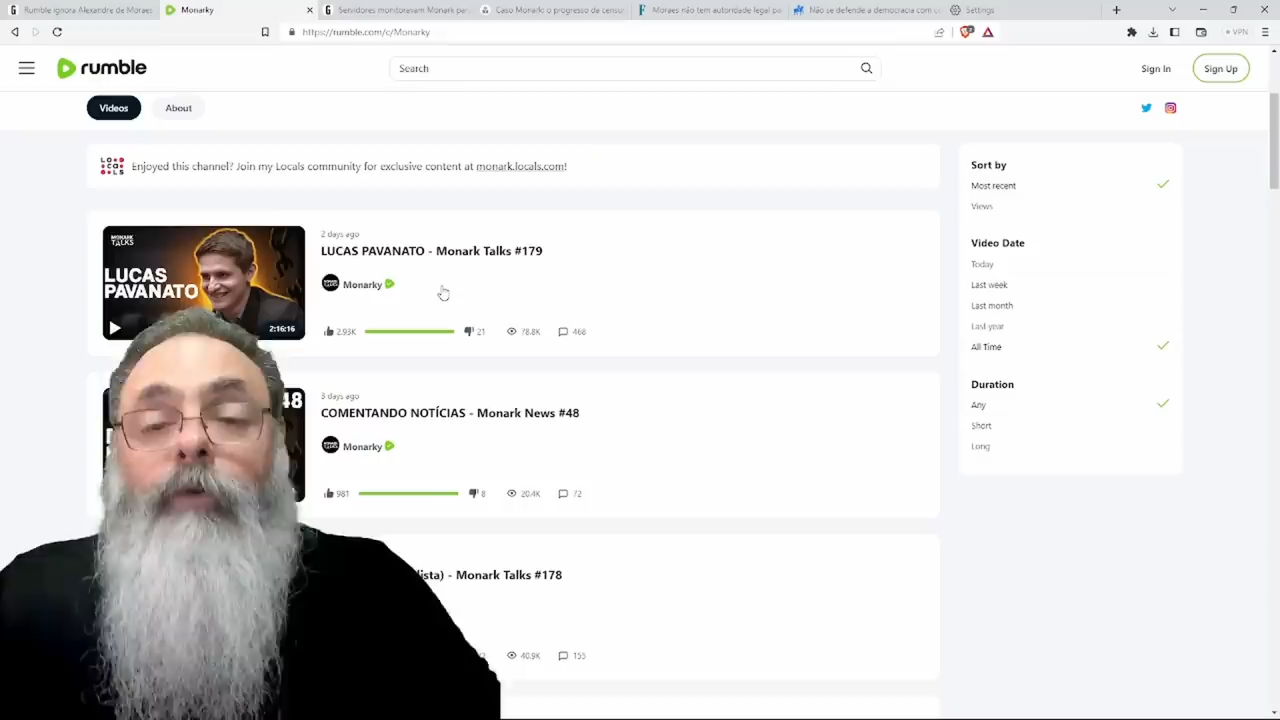 Rumble ignora Alexandre de Moraes
Monarky
Servidores monitoravam Monark par
Caso Monark: o progresso da censur
Moraes não tem autoridade legal pa
Não se defende a democracia com ce
Settings
https://rumble.com/c/Monarky
VPN
rumble
Search
Sign In
Sign Up
Videos
About
LOCALS
Enjoyed this channel? Join my Locals community for exclusive content at monark.locals.com!
Sort by
Most recent
Views
Video Date
Today
Last week
Last month
Last year
All Time
Duration
Any
Short
Long
MONARK TALKS
LUCAS
PAVANATO
2:16:16
2 days ago
LUCAS PAVANATO - Monark Talks #179
Monarky
2.93K 21 78.8K 468
48
3 days ago
COMENTANDO NOTÍCIAS - Monark News #48
Monarky
981 8 20.4K 72
ista) - Monark Talks #178
40.9K 155